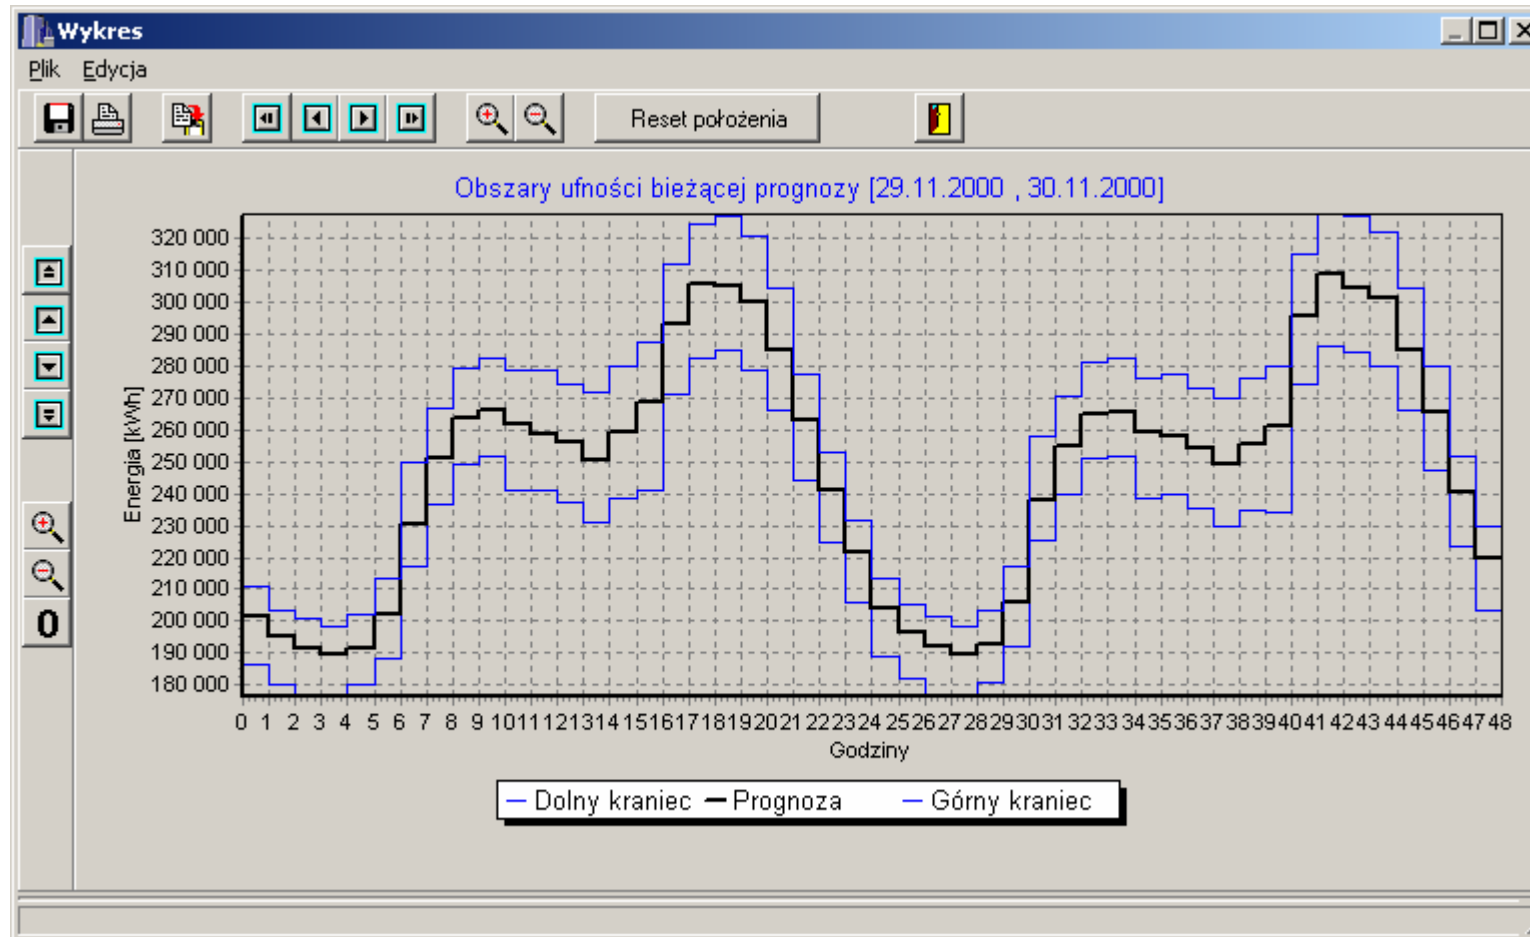 Wykres
Plik Edycja
Reset położenia
Obszary ufności bieżącej prognozy [29.11.2000 , 30.11.2000]
320 000
310 000
300 000
290 000
280 000
270 000
260 000
250 000
240 000
230 000
220 000
210 000
200 000
190 000
180 000
Energia [kWh]
0
0 1 2 3 4 5 6 7 8 9 10 11 12 13 14 15 16 17 18 19 20 21 22 23 24 25 26 27 28 29 30 31 32 33 34 35 36 37 38 39 40 41 42 43 44 45 46 47 48
Godziny
Dolny kraniec Prognoza Górny kraniec